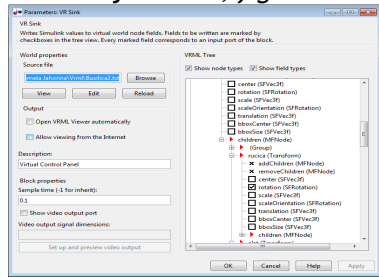 Parameters: VR Sink
VR Sink
Writes Simulink values to virtual world node fields. Fields to be written are marked by
checkboxes in the tree view. Every marked field corresponds to an input port of the block.
World properties
Source file
meta Jahorina\Vrml\Busilica2.txt
Browse
View
Edit
Reload
Output
Open VRML Viewer automatically
Allow viewing from the Internet
Description:
Virtual Control Panel
Block properties
Sample time (-1 for inherit):
0.1
Show video output port
Video output signal dimensions:
Set up and preview video output
VRML Tree
Show node types
Show field types
center (SFVec3f)
rotation (SFRotation)
scale (SFVec3f)
scaleOrientation (SFRotation)
translation (SFVec3f)
bboxCenter (SFVec3f)
bboxSize (SFVec3f)
children (MFNode)
(Group)
rucica (Transform)
addChildren (MFNode)
removeChildren (MFNode)
center (SFVec3f)
rotation (SFRotation)
scale (SFVec3f)
scaleOrientation (SFRotation)
translation (SFVec3f)
bboxCenter (SFVec3f)
bboxSize (SFVec3f)
children (MFNode)
OK
Cancel
Help
Apply